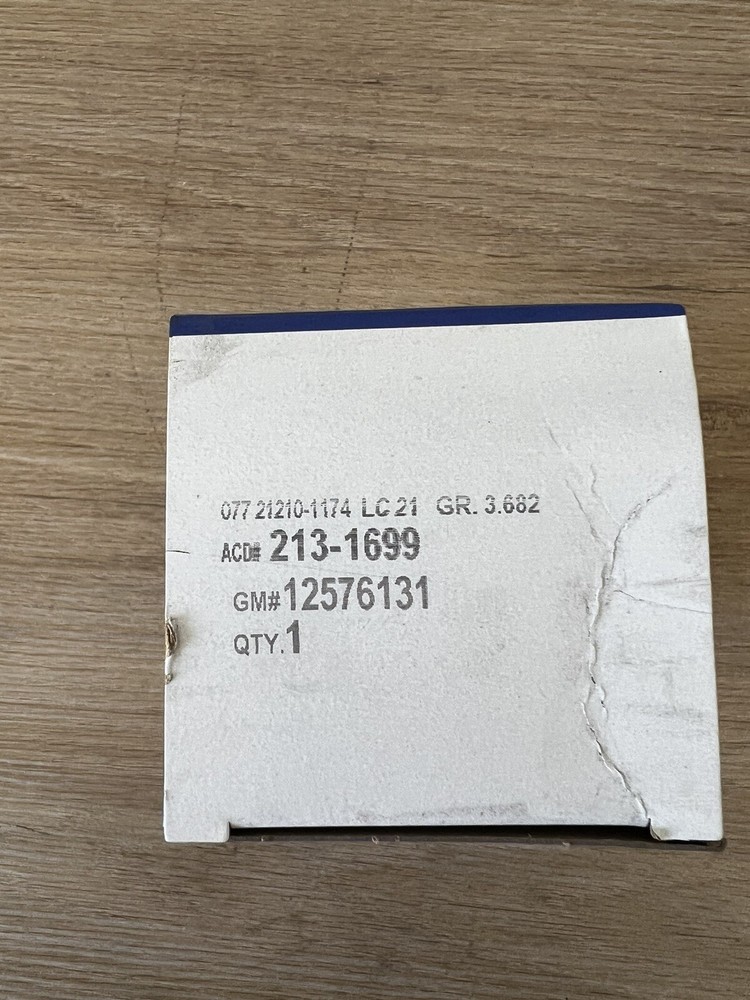 077 21210-1174 LC 21 GR. 3.682
ACD# 213-1699
GM#12576131
QTY.1